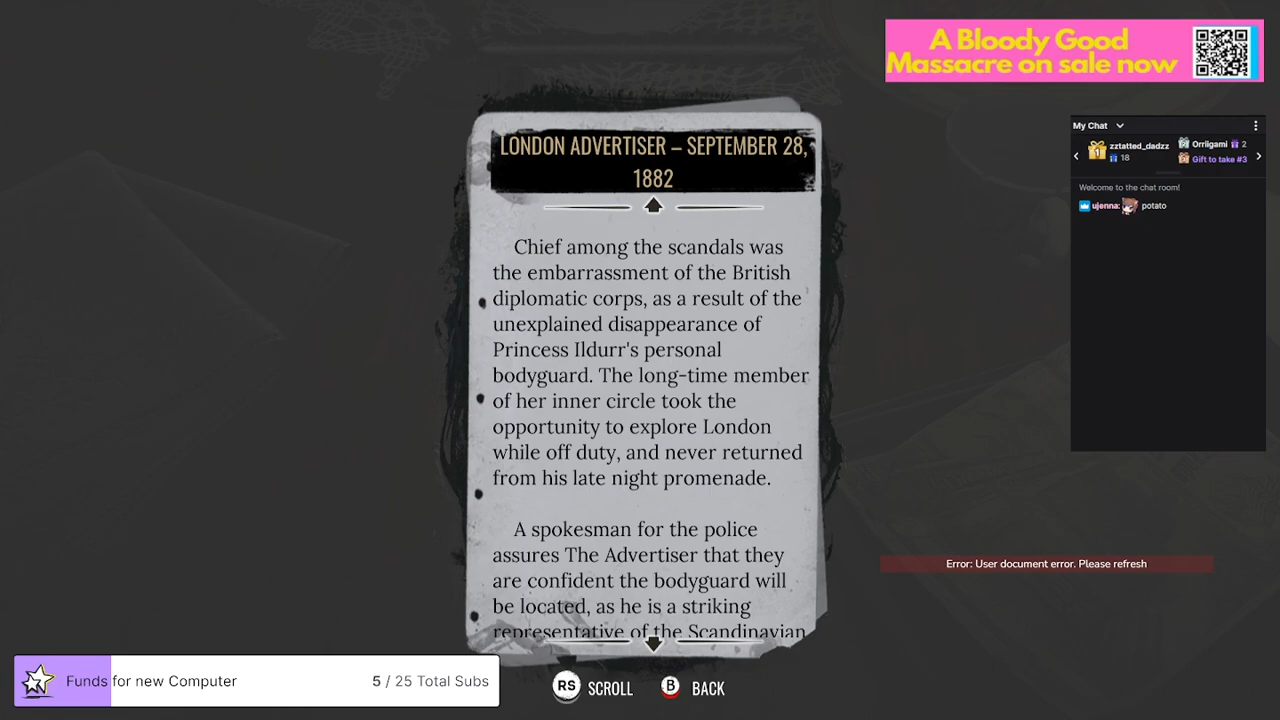 A Bloody Good
Massacre on sale now
LONDON ADVERTISER – SEPTEMBER 28,
1882
Chief among the scandals was
the embarrassment of the British
diplomatic corps, as a result of the
unexplained disappearance of
Princess Ildurr's personal
bodyguard. The long-time member
of her inner circle took the
opportunity to explore London
while off duty, and never returned
from his late night promenade.
A spokesman for the police
assures The Advertiser that they
are confident the bodyguard will
be located, as he is a striking
representative of the Scandinavian
My Chat
1 zztatted_dadzz
18
Orriigami 2
Gift to take #3
Welcome to the chat room!
ujenna: potato
Error: User document error. Please refresh
Funds for new Computer 5 / 25 Total Subs
RS SCROLL B BACK